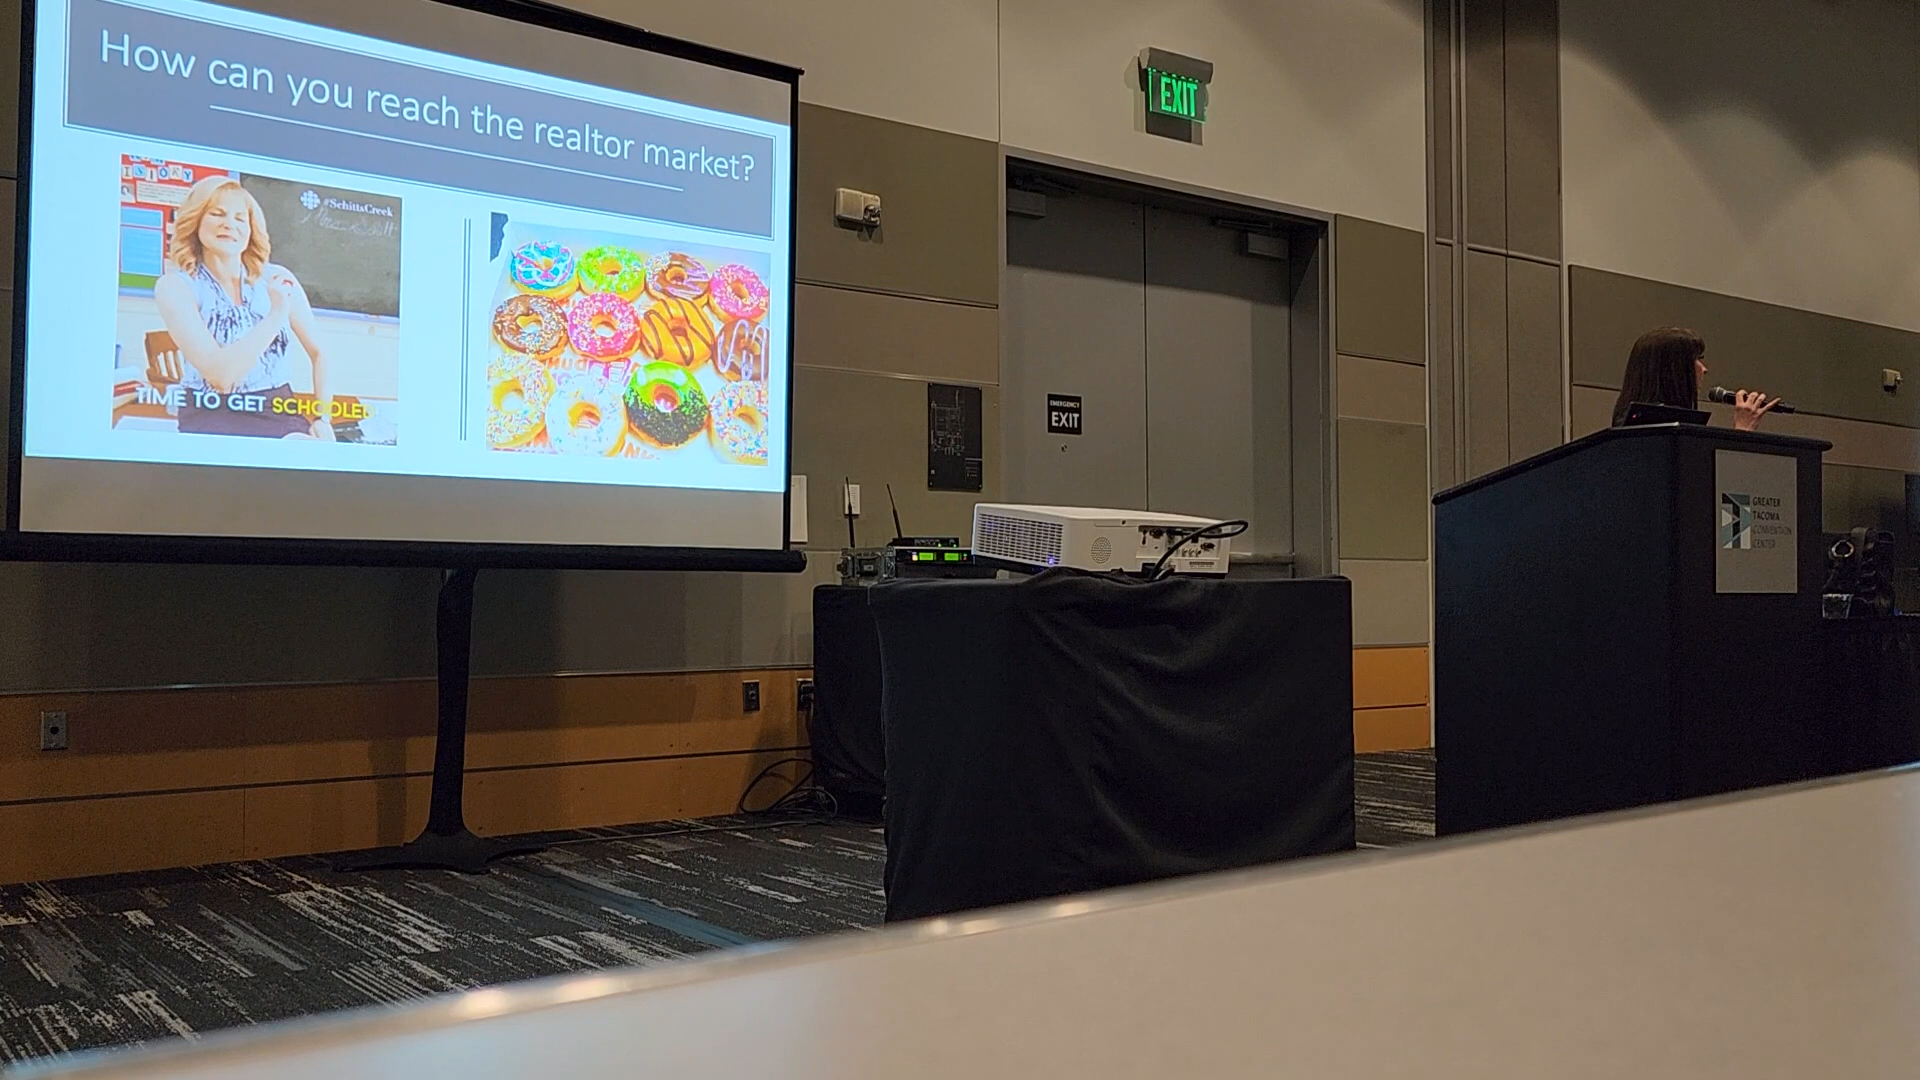 How can you reach the realtor market?
#SchittsCreek
TIME TO GET SCHOOLED
EXIT
EMERGENCY
EXIT
GREATER
TACOMA
CONVENTION
CENTER